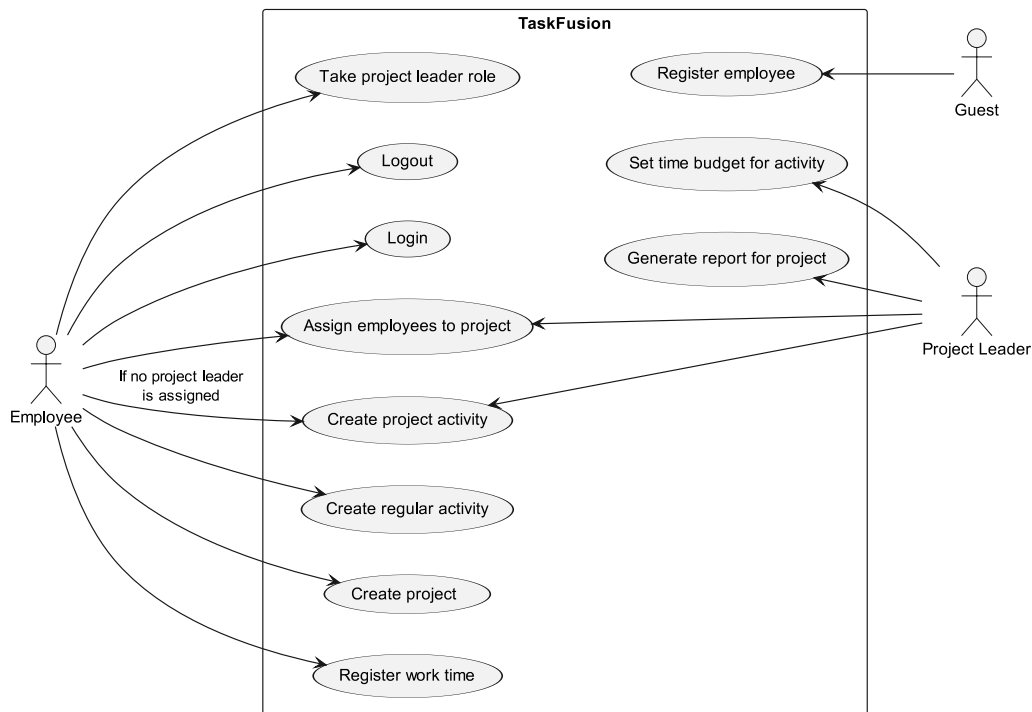 TaskFusion
Take project leader role
Register employee
Guest
Logout
Set time budget for activity
Login
Generate report for project
Assign employees to project
Project Leader
If no project leader
is assigned
Employee
Create project activity
Create regular activity
Create project
Register work time